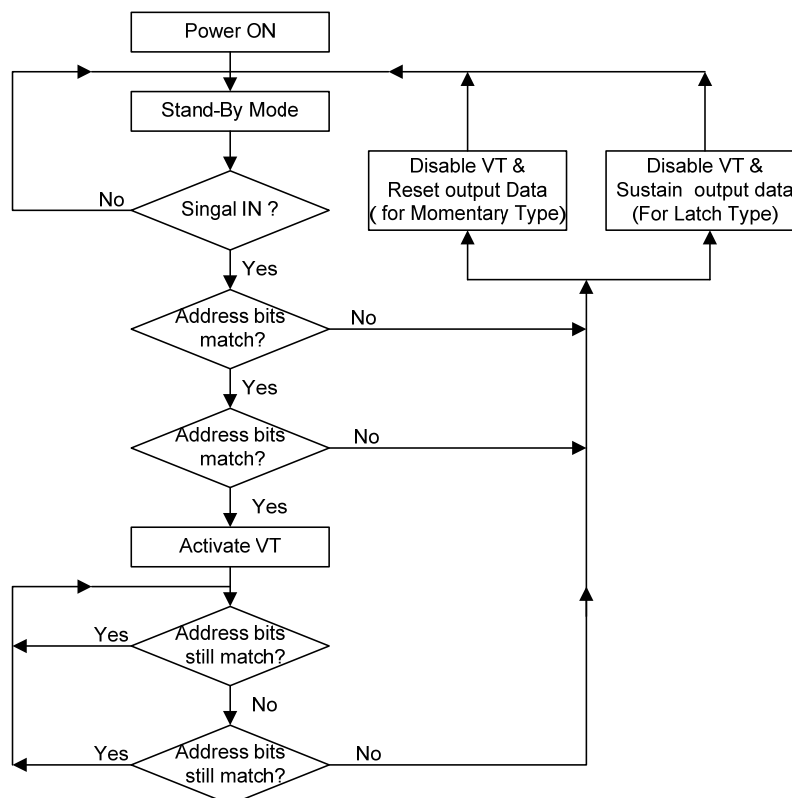 Power ON
Stand-By Mode
Disable VT &
Reset output Data
( for Momentary Type)
Disable VT &
Sustain output data
(For Latch Type)
No
Singal IN ?
Yes
Address bits
match?
No
Yes
Address bits
match?
No
Yes
Activate VT
Yes
Address bits
still match?
No
Yes
Address bits
still match?
No